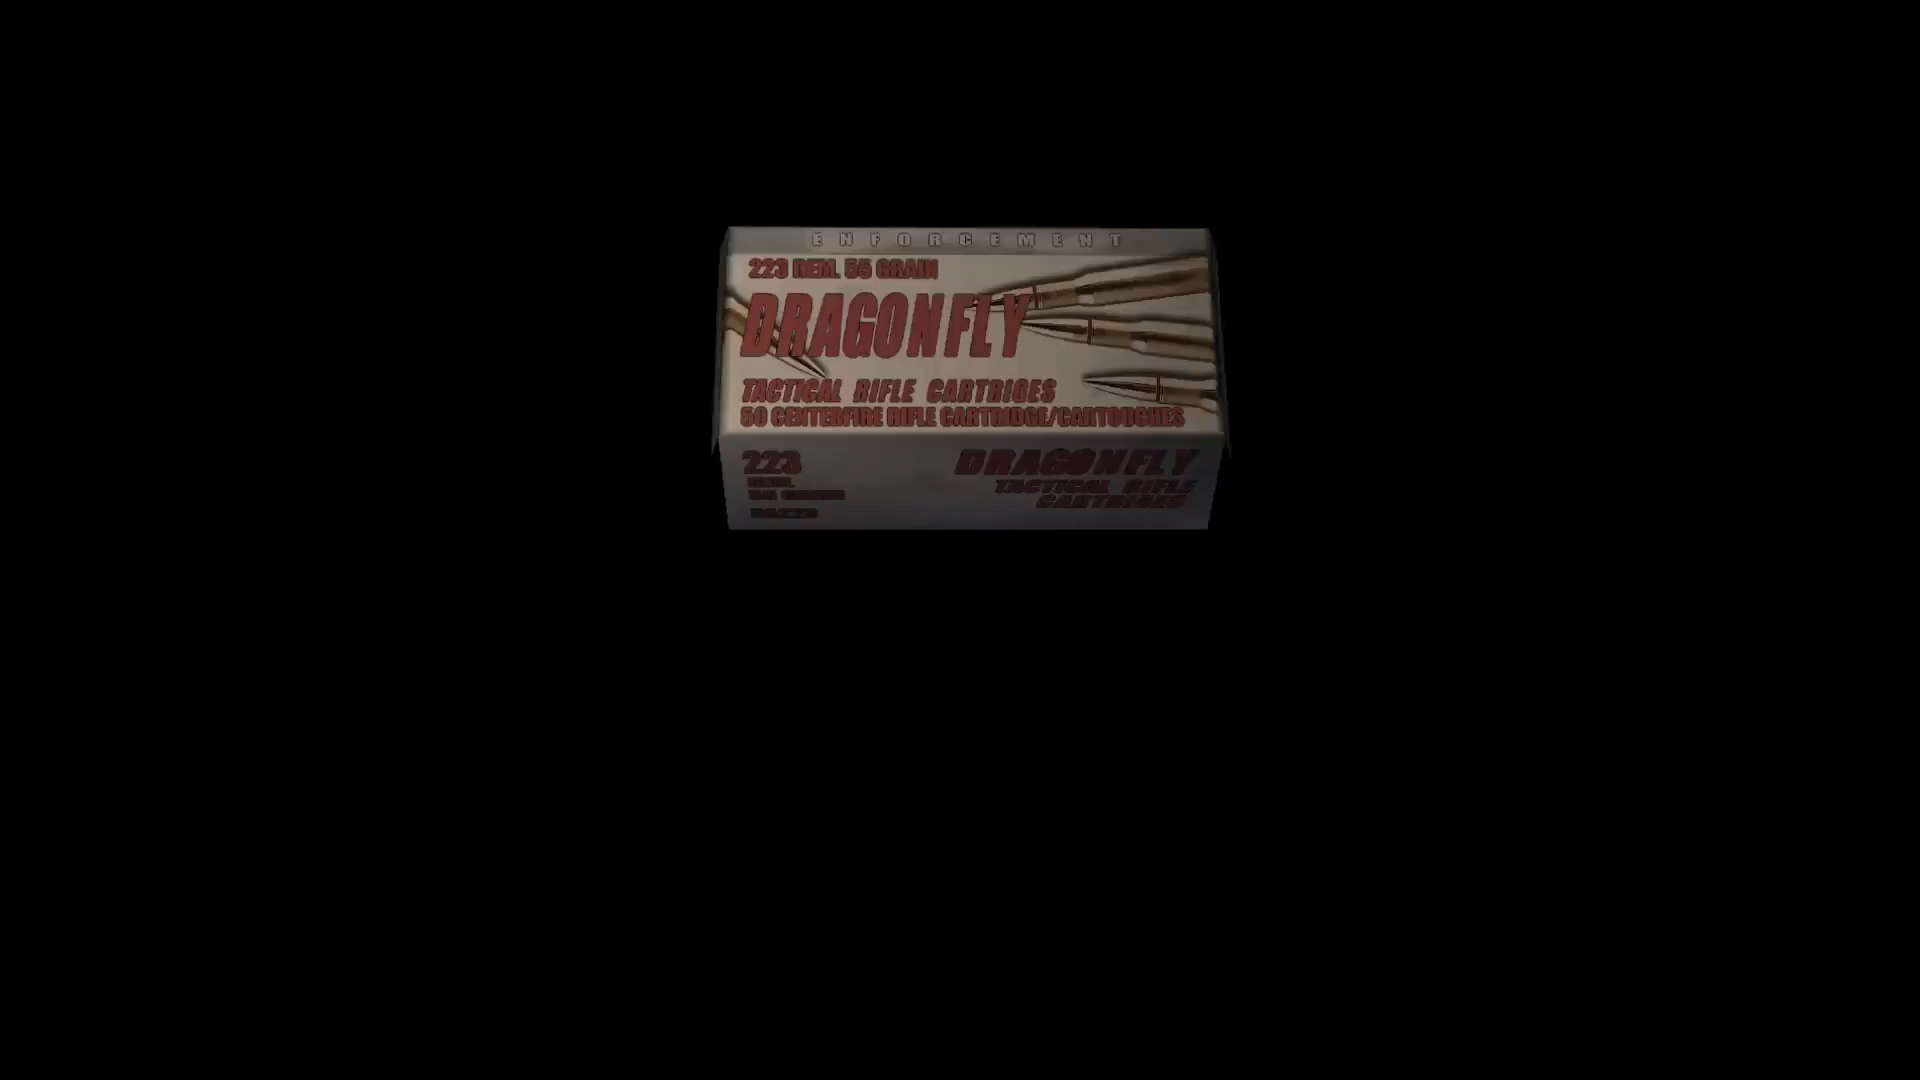 ENFORCEMENT
223 REM. 55 GRAIN
DRAGONFLY
TACTICAL RIFLE CARTRIGES
50 CENTERFIRE RIFLE CARTRIDGE/CARTOUCHES
223
DRAGONFLY
TACTICAL RIFLE
CARTRIGES